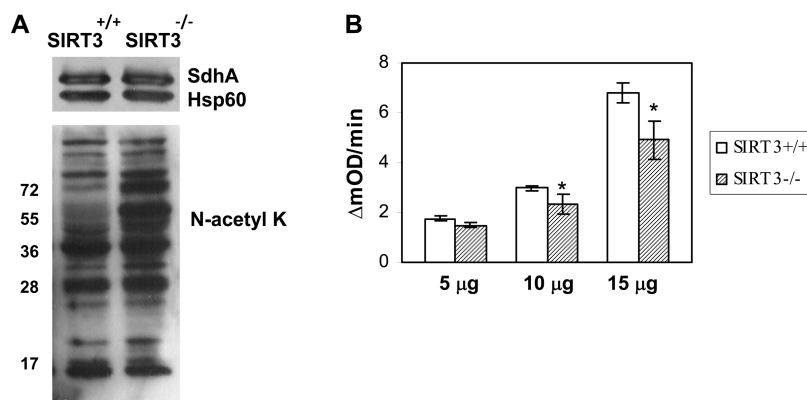 A
SIRT3+/+ SIRT3-/-
SdhA
Hsp60
72
55
36
28
17
N-acetyl K
B
ΔmOD/min
8
6
4
2
0
* *
5 μg 10 μg 15 μg
SIRT3+/+
SIRT3-/-